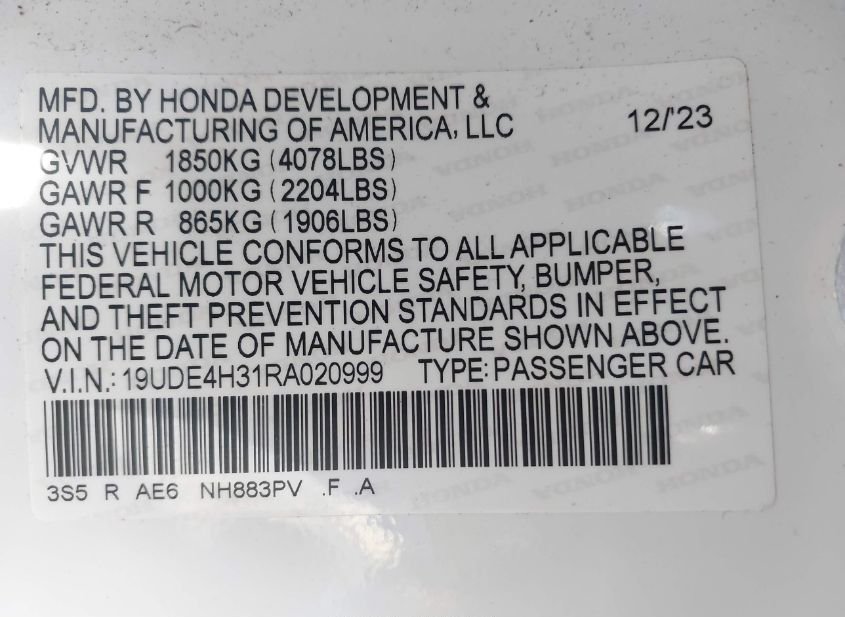 MFD. BY HONDA DEVELOPMENT &
MANUFACTURING OF AMERICA, LLC 12/'23
GVWR 1850KG (4078LBS)
GAWR F 1000KG (2204LBS)
GAWR R 865KG (1906LBS)
THIS VEHICLE CONFORMS TO ALL APPLICABLE
FEDERAL MOTOR VEHICLE SAFETY, BUMPER,
AND THEFT PREVENTION STANDARDS IN EFFECT
ON THE DATE OF MANUFACTURE SHOWN ABOVE.
V.I.N.: 19UDE4H31RA020999 TYPE: PASSENGER CAR
3S5 R AE6 NH883PV .F .A